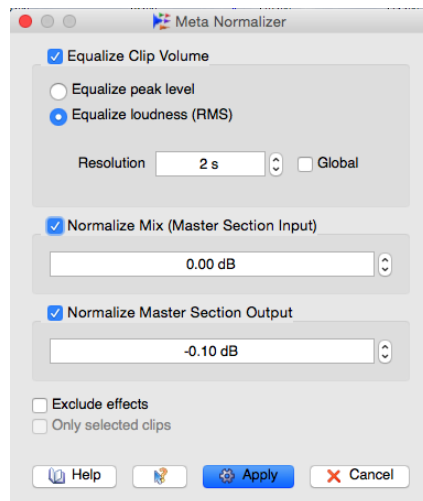 Meta Normalizer
Equalize Clip Volume
Equalize peak level
Equalize loudness (RMS)
Resolution 2 s Global
Normalize Mix (Master Section Input)
0.00 dB
Normalize Master Section Output
-0.10 dB
Exclude effects
Only selected clips
Help Apply Cancel